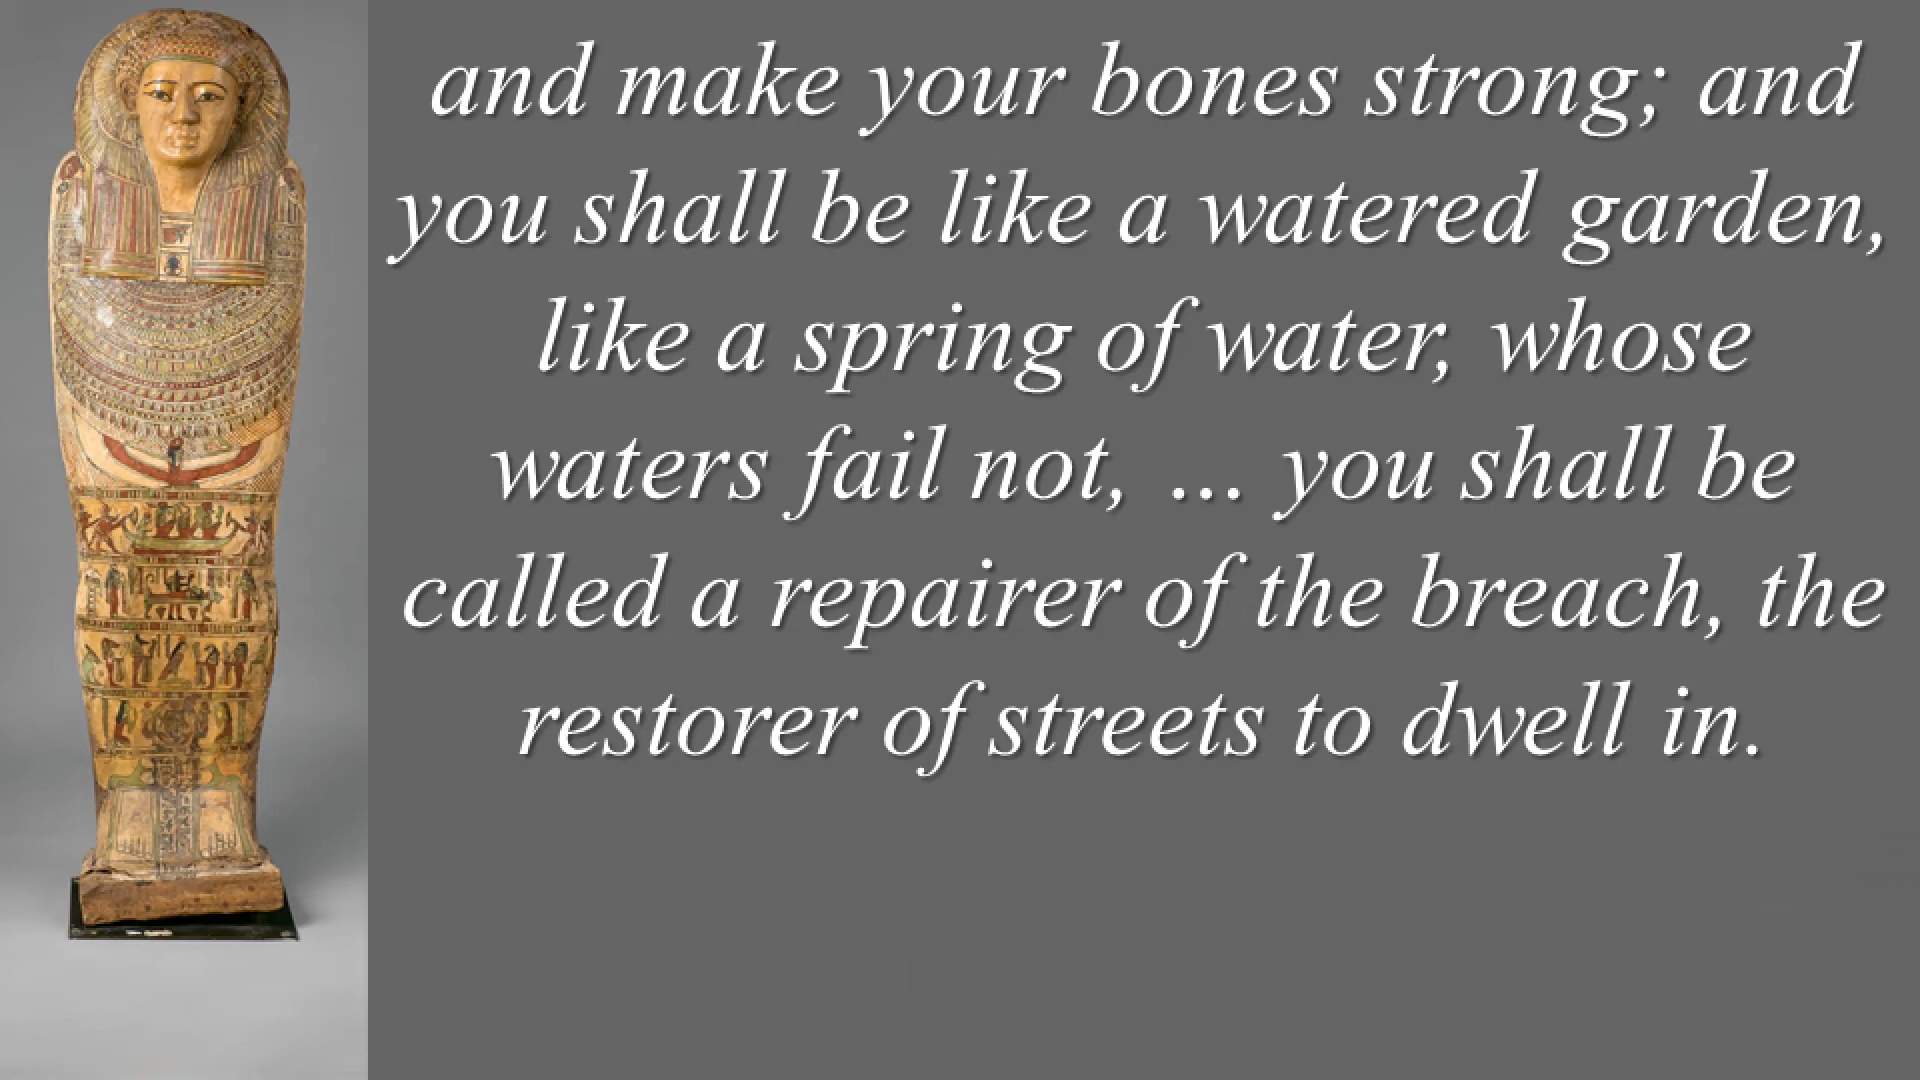 and make your bones strong; and
you shall be like a watered garden,
like a spring of water, whose
waters fail not, ... you shall be
called a repairer of the breach, the
restorer of streets to dwell in.